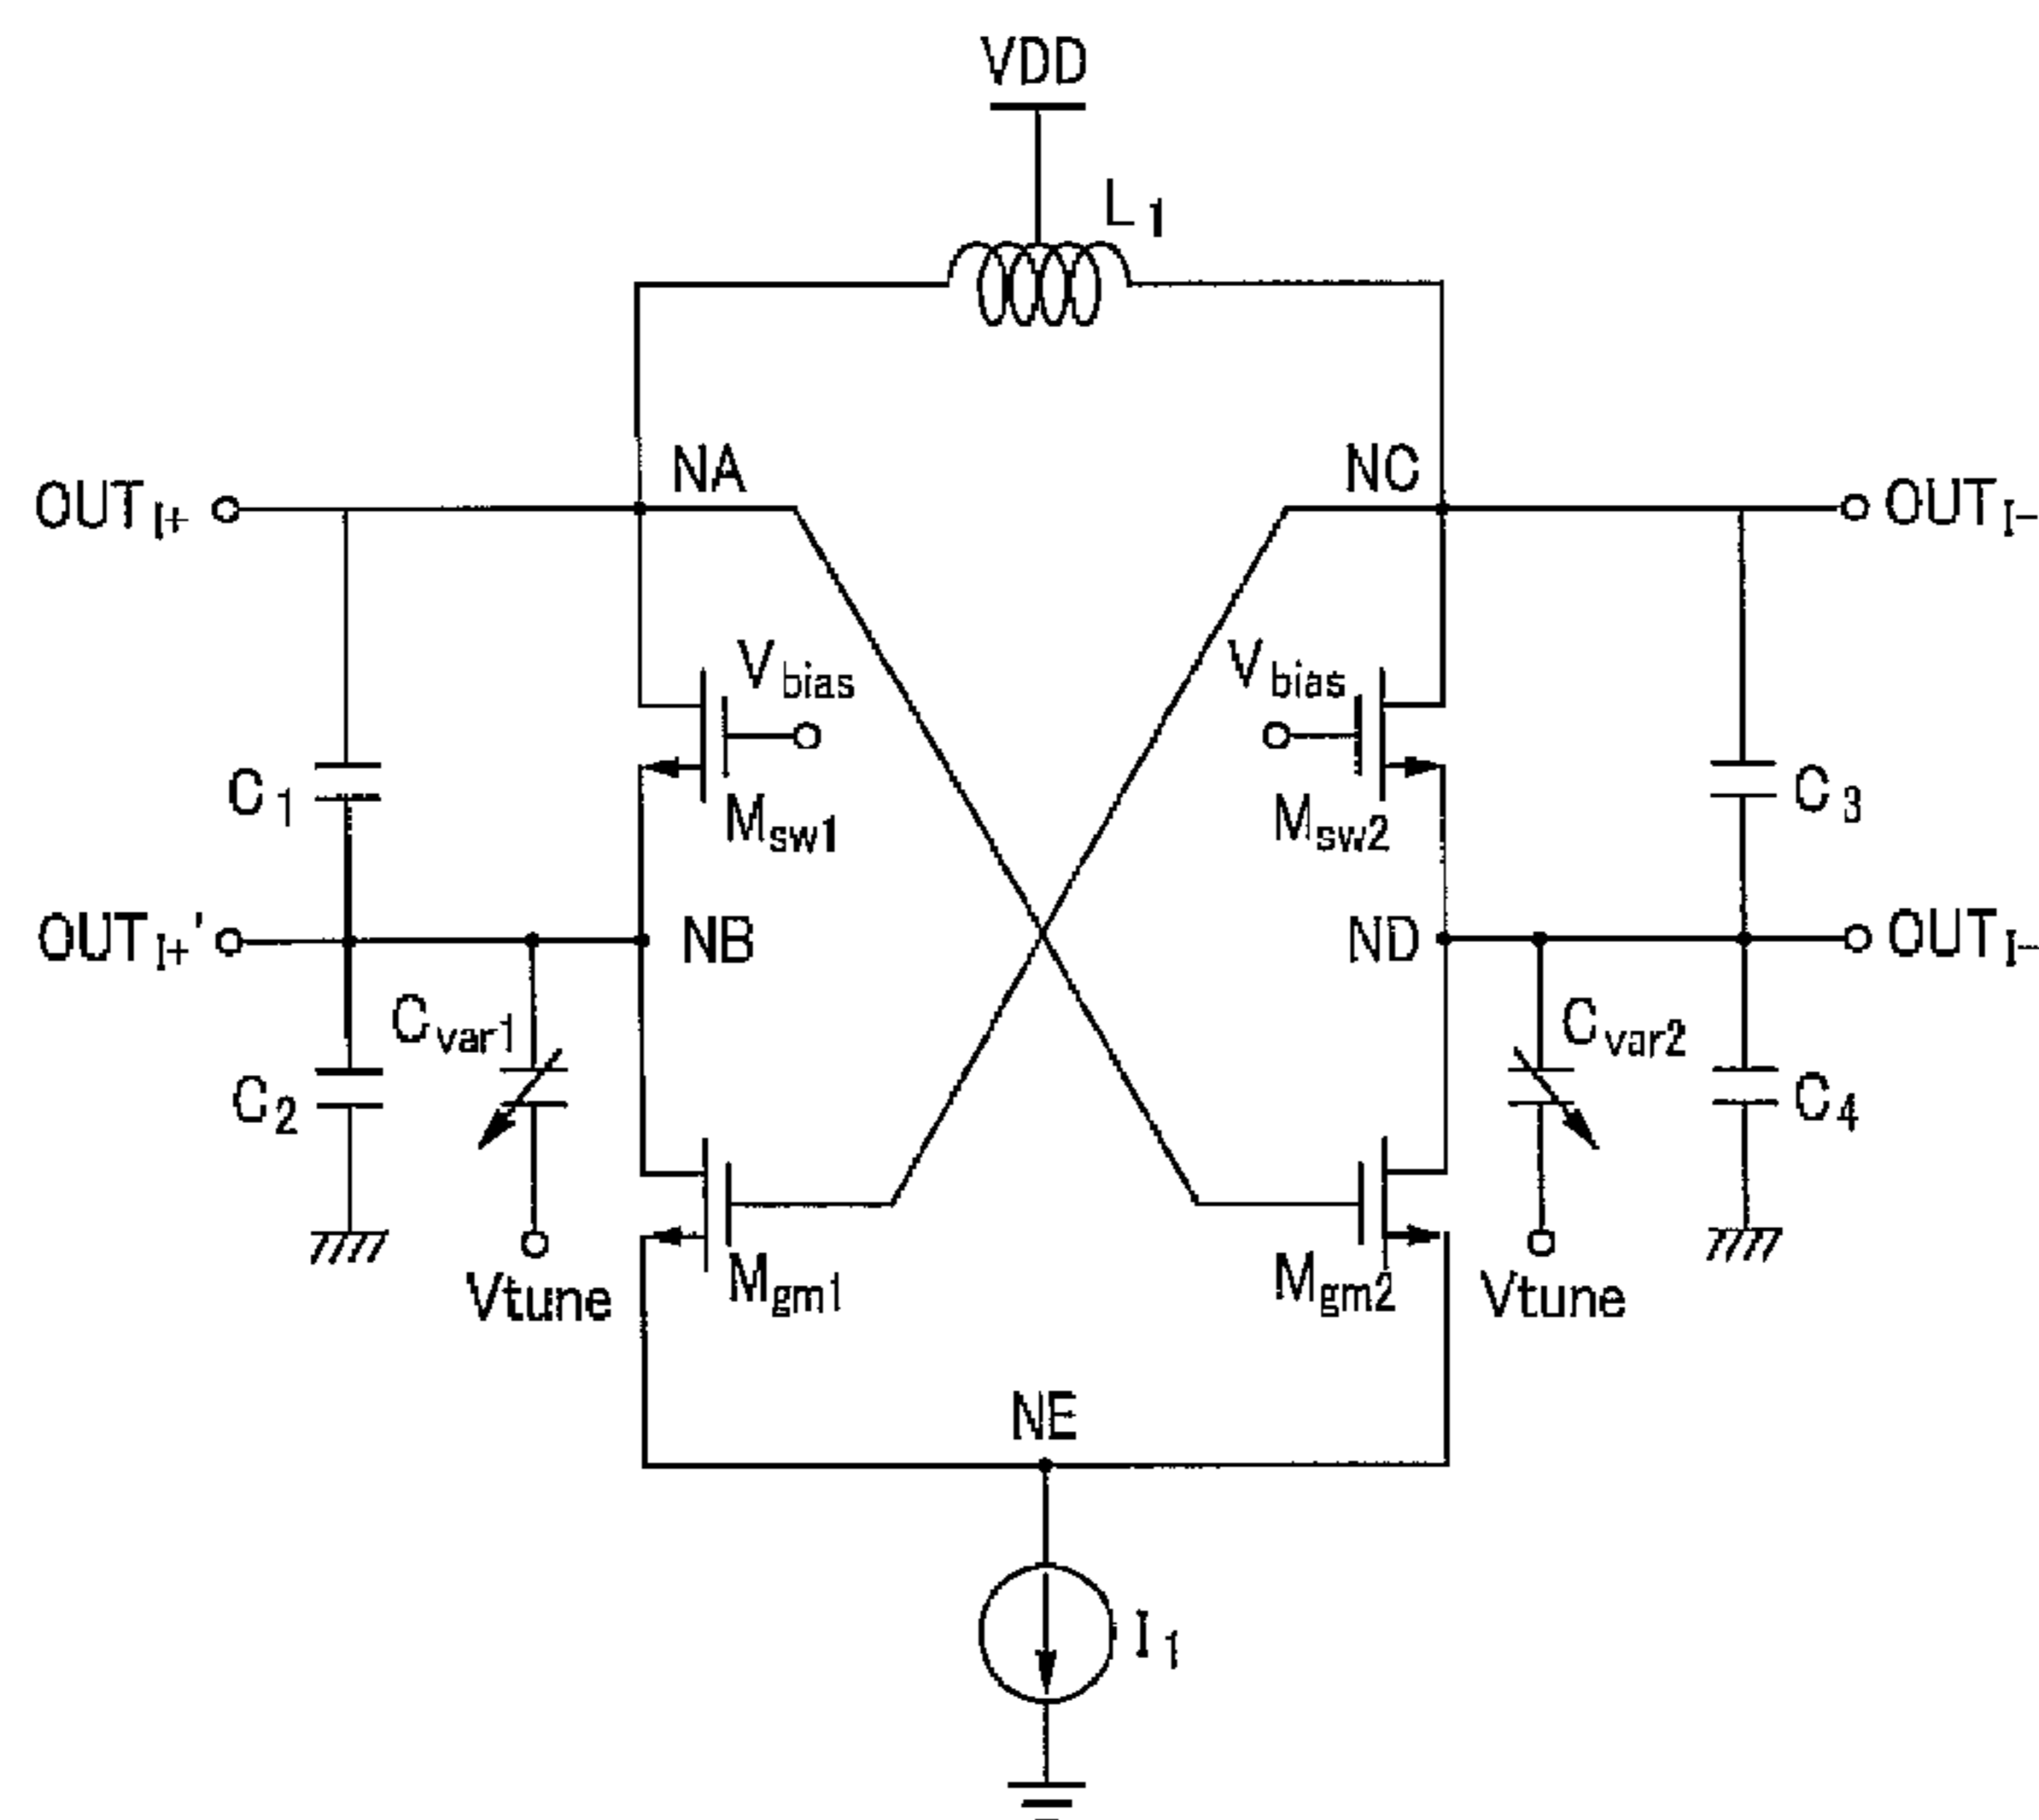 VDD
L1
NA
NC
OUTI+
OUTI-
Vbias
Vbias
C1
Msw1
Msw2
C3
OUTI+'
NB
ND
OUTI-
Cvar1
Cvar2
C2
C4
Mgm1
Mgm2
Vtune
Vtune
NE
I1